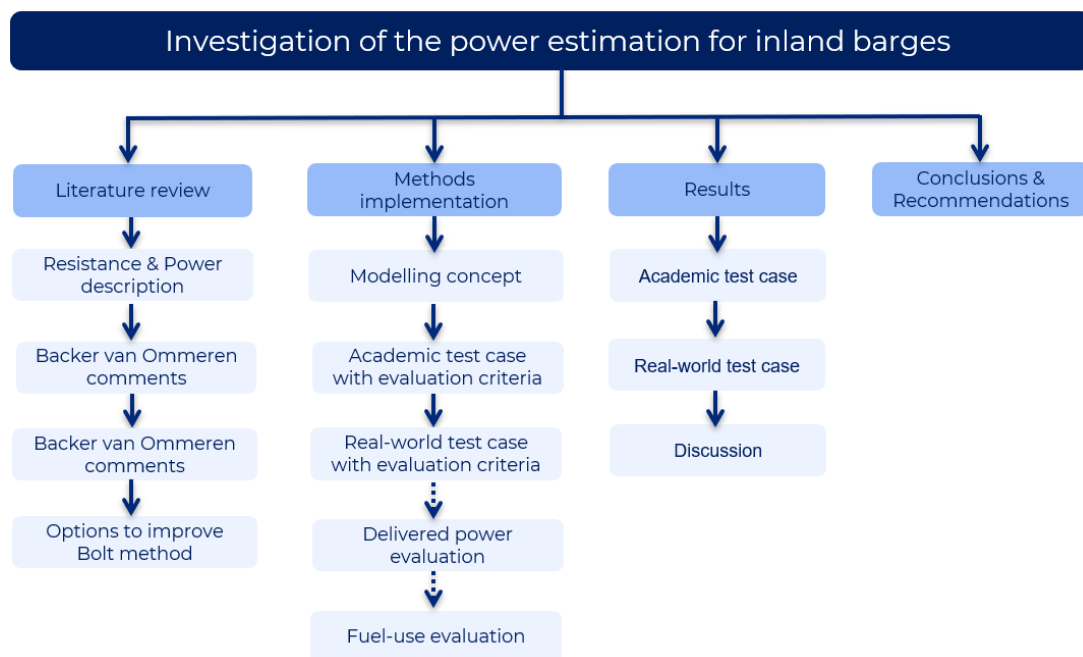 Investigation of the power estimation for inland barges
Literature review
Resistance & Power
description
Backer van Ommeren
comments
Backer van Ommeren
comments
Options to improve
Bolt method
Methods
implementation
Modelling concept
Academic test case
with evaluation criteria
Real-world test case
with evaluation criteria
Delivered power
evaluation
Fuel-use evaluation
Results
Academic test case
Real-world test case
Discussion
Conclusions &
Recommendations